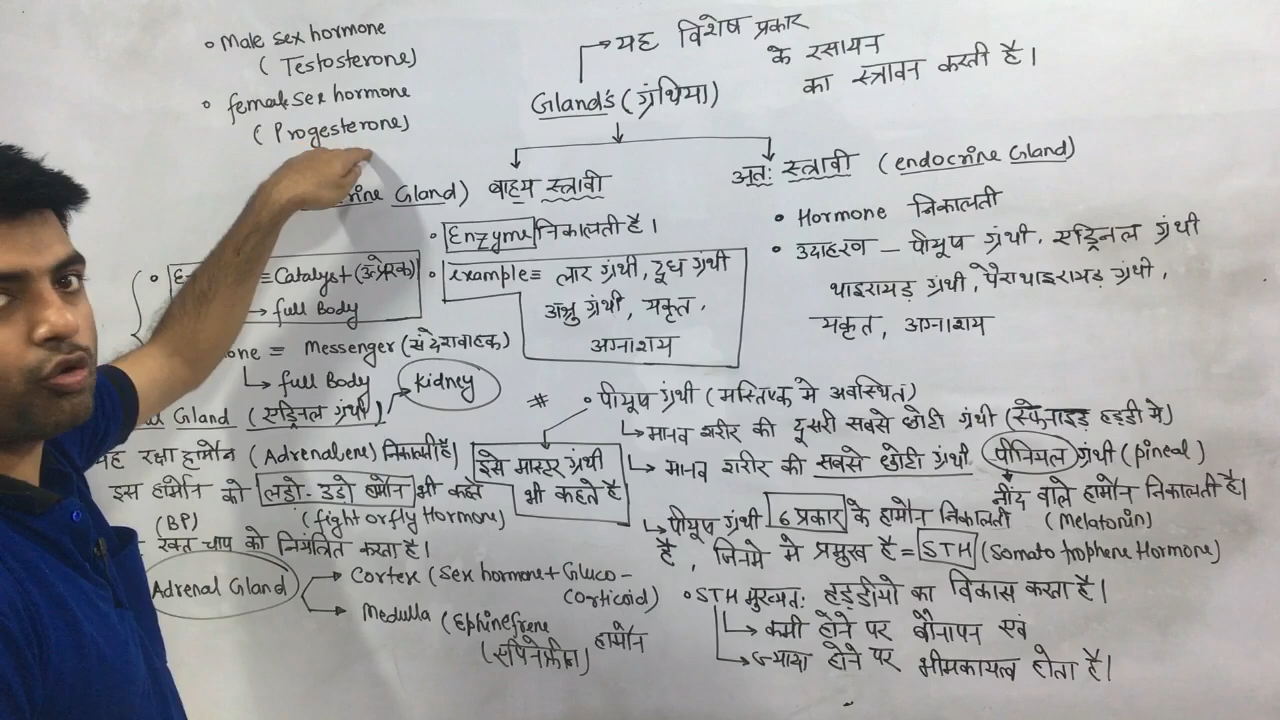 • Male sex hormone
( Testosterone)
• female sex hormone
( Progesterone)
→ यह विशेष प्रकार
के रसायन
का स्त्रावन करती है।
Gland's (ग्रंथिया)
Gland) बाह्य स्त्रावी
• Enzyme निकालती है।
• example = लार ग्रंथी, दूध ग्रंथी
अश्रु ग्रंथी, यकृत,
अग्नाशय
अतः स्त्रावी (endocrine Gland)
• Hormone निकालती
• उदाहरण – पीयूष ग्रंथी, एड्रिनल ग्रंथी
थाइरायड ग्रंथी, पैराथाइरायड ग्रंथी,
यकृत, अग्नाशय
= Catalyst (उत्प्रेरक)
→ full Body
= Messenger (संदेशवाहक)
↳ full Body
Kidney
Gland (एड्रिनल ग्रंथी)
यह रक्षा हार्मोन (Adrenalene) निकालती है।
इस हार्मोन को लड़ो-उड़ो हार्मोन भी कहते
(fight or fly Hormone)
(BP)
रक्त चाप को नियंत्रित करता है।
Adrenal Gland
→ Cortex (Sex hormone + Gluco-
corticoid)
→ Medulla (Ephinefrene
(एपिनेफ्रीन) हार्मोन
# • पीयूष ग्रंथी (मस्तिष्क मे अवस्थित)
इसे मास्टर ग्रंथी
भी कहते है
↳ मानव शरीर की दूसरी सबसे छोटी ग्रंथी (स्फेनाइड हड्डी मे)
↳ मानव शरीर की सबसे छोटी ग्रंथी पीनियल ग्रंथी (pineal)
नींद वाले हार्मोन निकालती है।
(Melatonin)
↳ पीयूष ग्रंथी 6 प्रकार के हार्मोन निकालती
है, जिनमे मे प्रमुख है = STH (Somato trophene Hormone)
• STH मुख्यतः हड्डीयो का विकास करता है।
↳ कमी होने पर बौनापन एवं
↳ ज्यादा होने पर भीमकायत्व होता है।